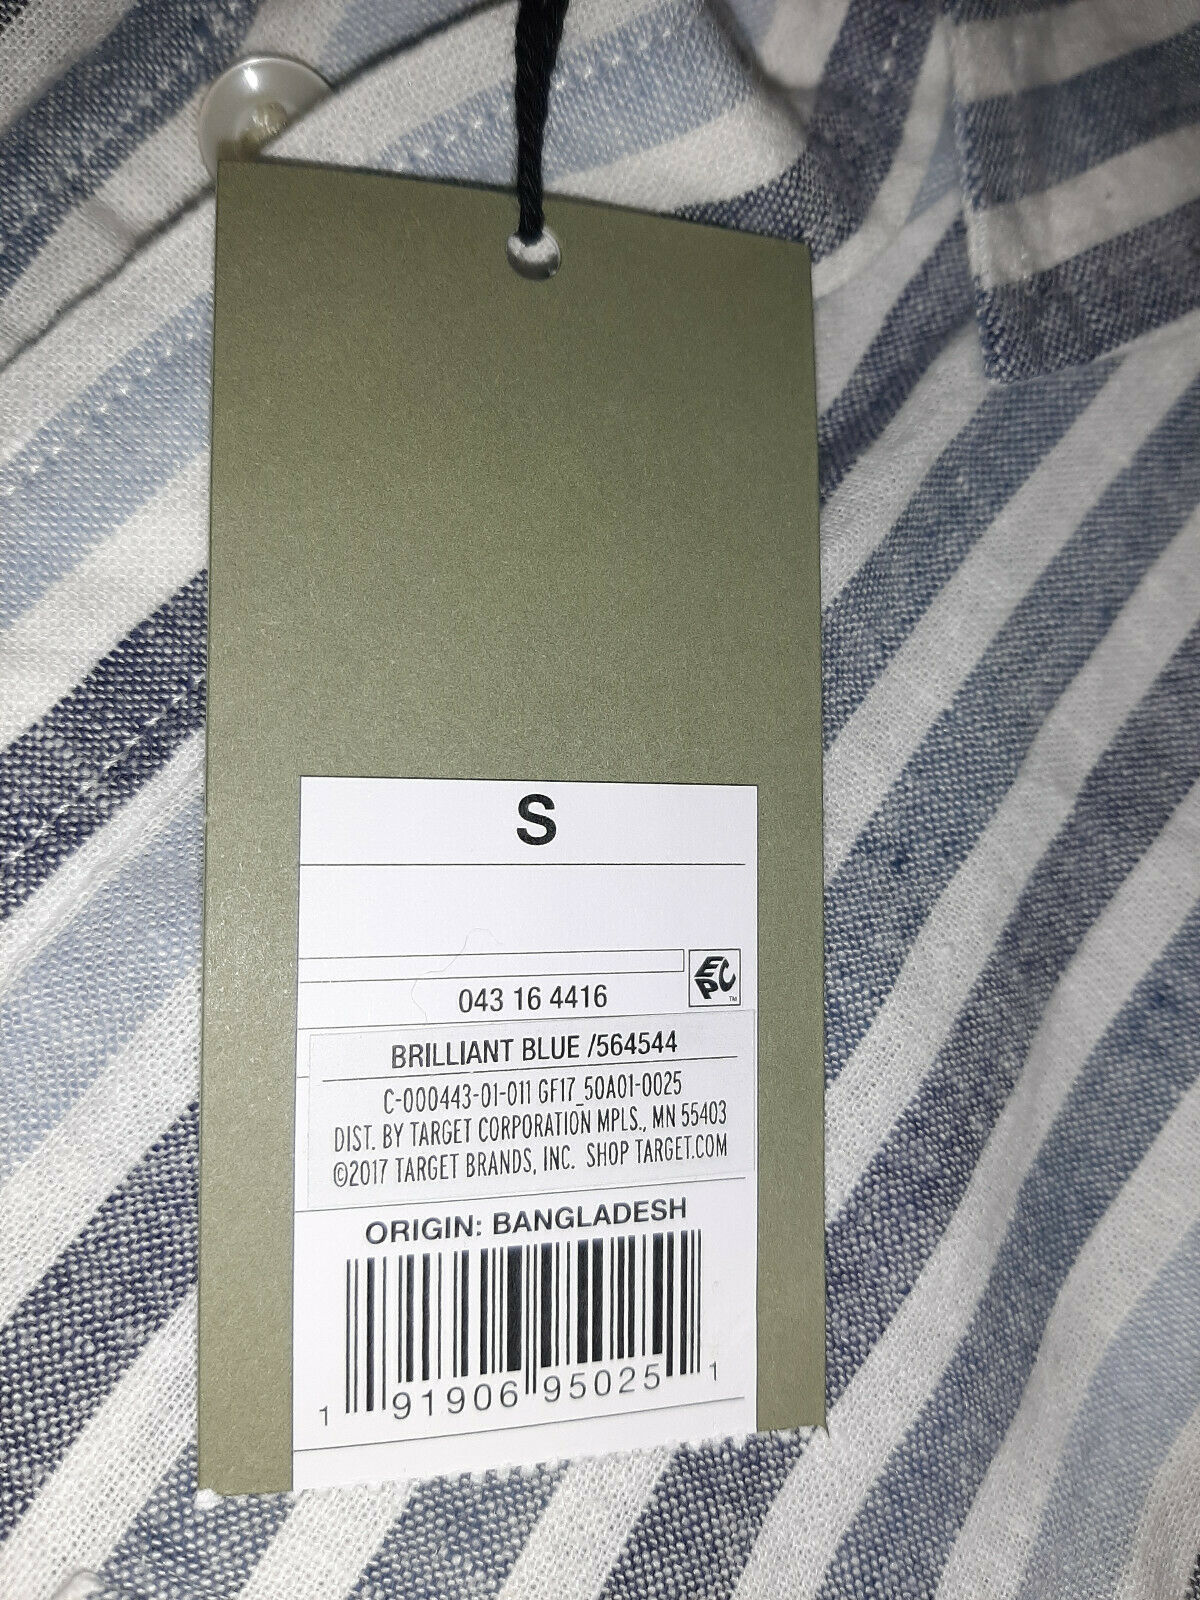 S
EPC™
043 16 4416
BRILLIANT BLUE /564544
C-000443-01-011 GF17_50A01-0025
DIST. BY TARGET CORPORATION MPLS., MN 55403
©2017 TARGET BRANDS, INC. SHOP TARGET.COM
ORIGIN: BANGLADESH
1 91906 95025 1